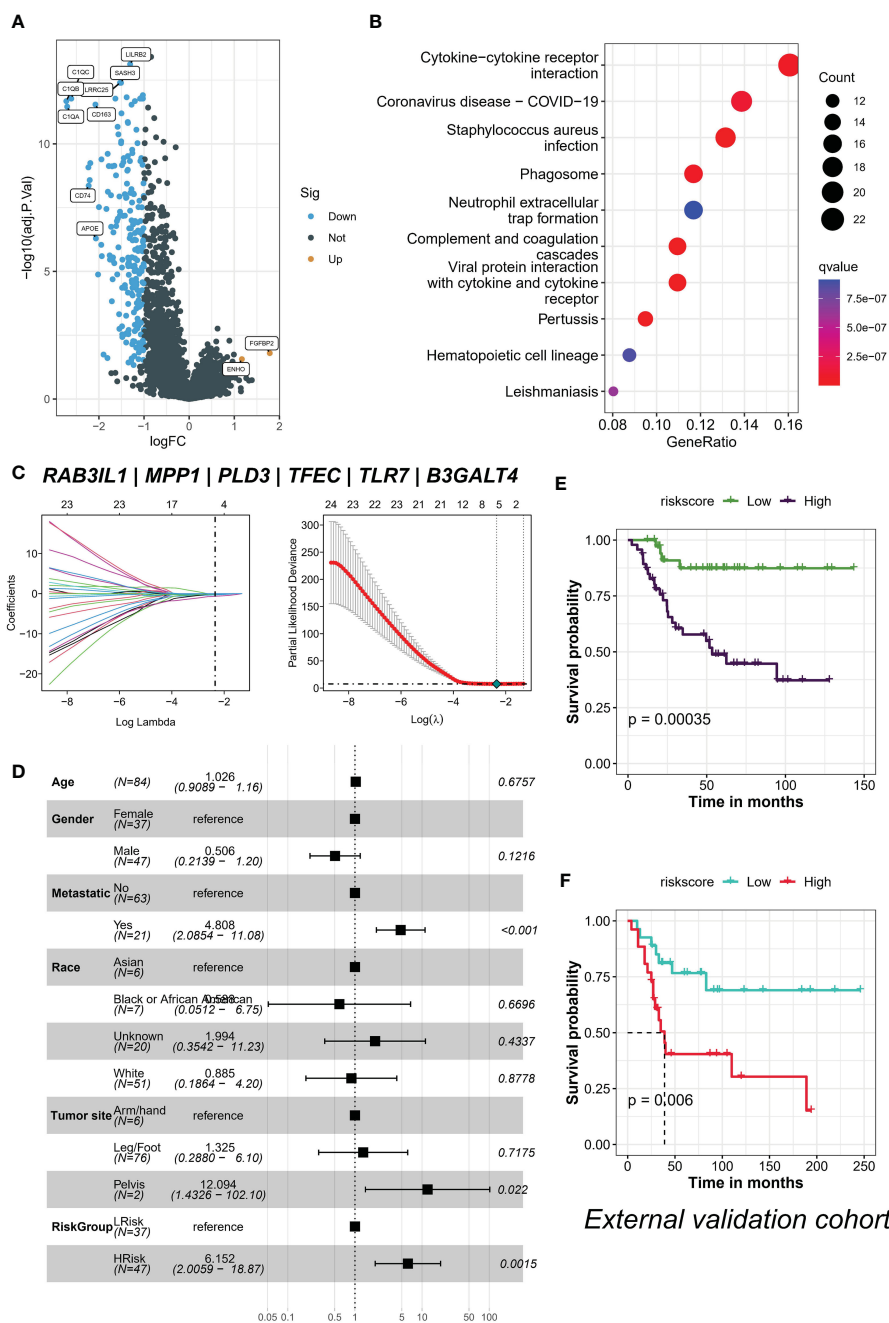 A
LILRB2
C1QC
SASH3
C1QB
LRRC25
C1QA
CD163
CD74
APOE
FGFBP2
ENHO
10
5
0
−2
−1
0
1
2
−log10(adj.P.Val)
logFC
Sig
Down
Not
Up
B
Cytokine−cytokine receptor
interaction
Coronavirus disease − COVID−19
Staphylococcus aureus
infection
Phagosome
Neutrophil extracellular
trap formation
Complement and coagulation
cascades
Viral protein interaction
with cytokine and cytokine
receptor
Pertussis
Hematopoietic cell lineage
Leishmaniasis
0.08 0.10 0.12 0.14 0.16
GeneRatio
Count
12
14
16
18
20
22
qvalue
7.5e−07
5.0e−07
2.5e−07
C
RAB3IL1 | MPP1 | PLD3 | TFEC | TLR7 | B3GALT4
23 23 17 4
10
0
−10
−20
Coefficients
−8 −6 −4 −2
Log Lambda
24 23 22 23 21 21 12 8 5 2
300
250
200
150
100
50
0
Partial Likelihood Deviance
−8 −6 −4 −2
Log(λ)
D
Age (N=84) 1.026 (0.9089 − 1.16) 0.6757
Gender Female (N=37) reference
Male (N=47) 0.506 (0.2139 − 1.20) 0.1216
Metastatic No (N=63) reference
Yes (N=21) 4.808 (2.0854 − 11.08) <0.001
Race Asian (N=6) reference
Black or African American (N=7) 0.588 (0.0512 − 6.75) 0.6696
Unknown (N=20) 1.994 (0.3542 − 11.23) 0.4337
White (N=51) 0.885 (0.1864 − 4.20) 0.8778
Tumor site Arm/hand (N=6) reference
Leg/Foot (N=76) 1.325 (0.2880 − 6.10) 0.7175
Pelvis (N=2) 12.094 (1.4326 − 102.10) 0.022
RiskGroup LRisk (N=37) reference
HRisk (N=47) 6.152 (2.0059 − 18.87) 0.0015
0.05 0.1 0.5 1 5 10 50 100
E
riskscore Low High
1.00
0.75
0.50
0.25
0.00
Survival probability
p = 0.00035
0 50 100 150
Time in months
F
riskscore Low High
1.00
0.75
0.50
0.25
0.00
Survival probability
p = 0.006
0 50 100 150 200 250
Time in months
External validation cohort